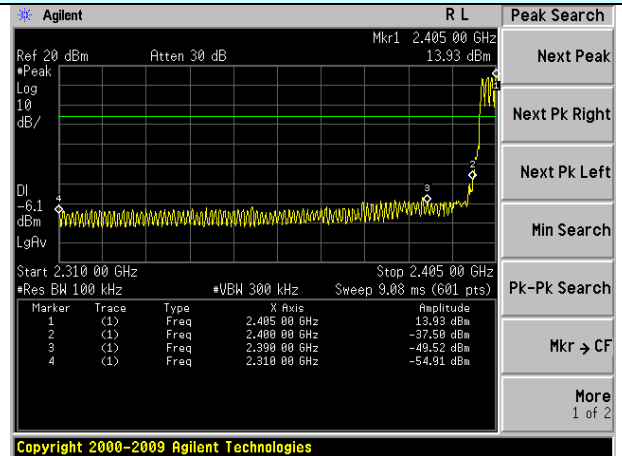 Agilent R L Peak Search
Mkr1 2.405 00 GHz
Ref 20 dBm Atten 30 dB 13.93 dBm
#Peak
Log
10
dB/
1
2
3
4
DI
-6.1
dBm
LgAv
Start 2.310 00 GHz Stop 2.405 00 GHz
#Res BW 100 kHz #VBW 300 kHz Sweep 9.08 ms (601 pts)
Marker Trace Type X Axis Amplitude
1 (1) Freq 2.405 00 GHz 13.93 dBm
2 (1) Freq 2.400 00 GHz -37.50 dBm
3 (1) Freq 2.390 00 GHz -49.52 dBm
4 (1) Freq 2.310 00 GHz -54.91 dBm
Next Peak
Next Pk Right
Next Pk Left
Min Search
Pk-Pk Search
Mkr → CF
More
1 of 2
Copyright 2000-2009 Agilent Technologies